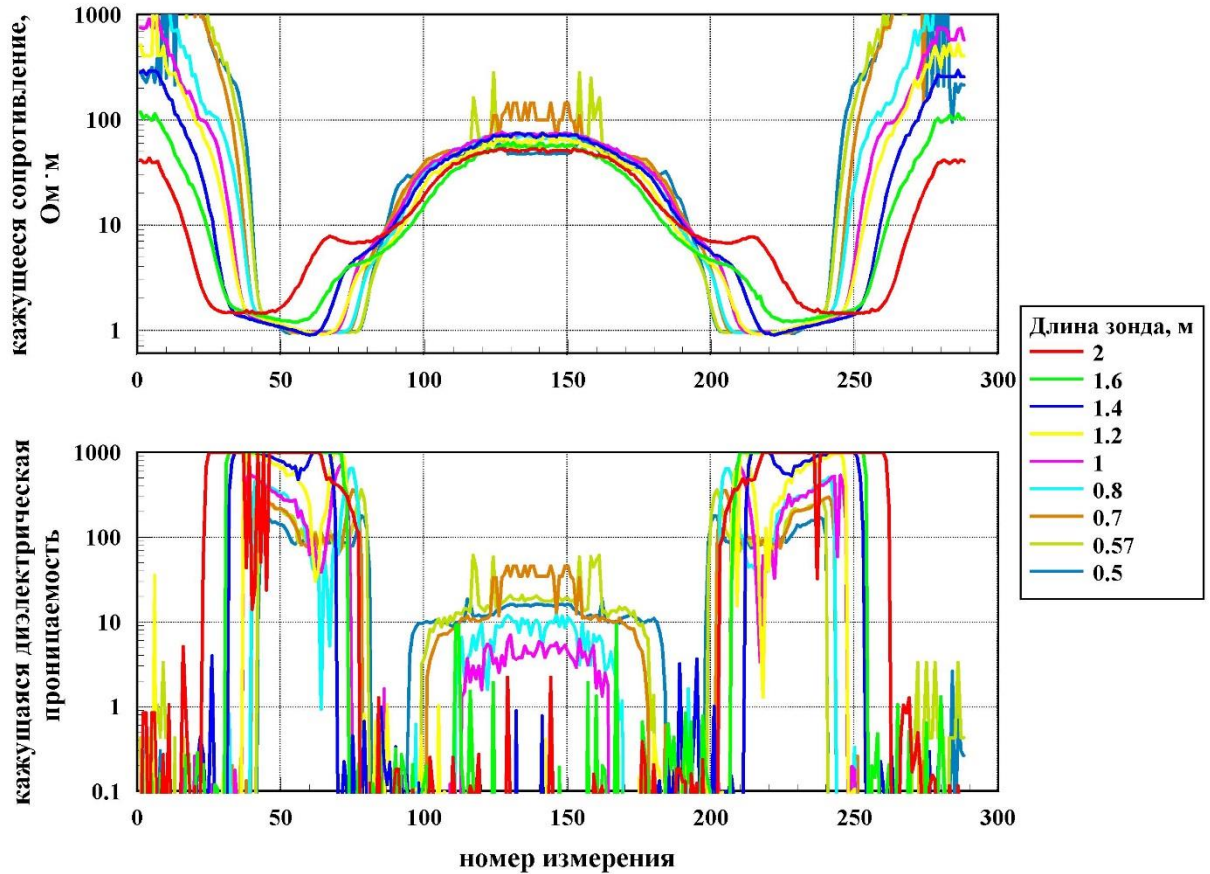 кажущееся сопротивление,
Ом·м
1000
100
10
1
0 50 100 150 200 250 300
кажущаяся диэлектрическая
проницаемость
1000
100
10
1
0.1
0 50 100 150 200 250 300
номер измерения
Длина зонда, м
2
1.6
1.4
1.2
1
0.8
0.7
0.57
0.5